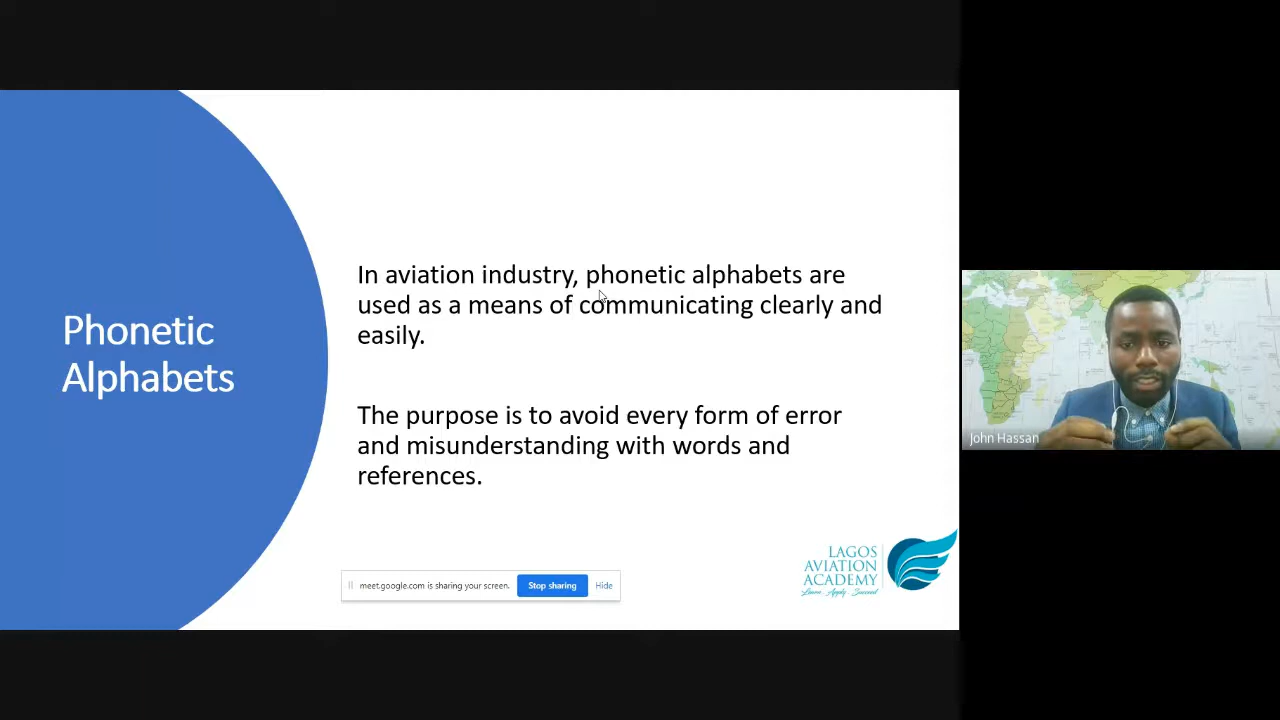 Phonetic
Alphabets
In aviation industry, phonetic alphabets are
used as a means of communicating clearly and
easily.
The purpose is to avoid every form of error
and misunderstanding with words and
references.
meet.google.com is sharing your screen.
Stop sharing
Hide
LAGOS
AVIATION
ACADEMY
Learn . Apply . Succeed
John Hassan